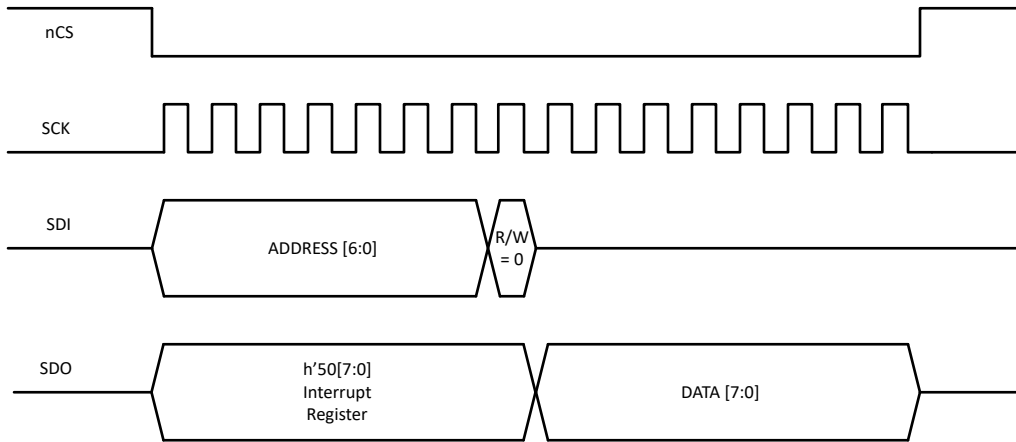 nCS
SCK
SDI
ADDRESS [6:0]
R/W
= 0
SDO
h’50[7:0]
Interrupt
Register
DATA [7:0]